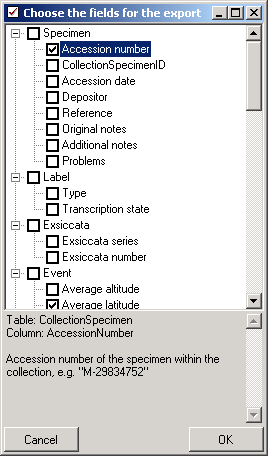 Choose the fields for the export
Specimen
Accession number
CollectionSpecimenID
Accession date
Depositor
Reference
Original notes
Additional notes
Problems
Label
Type
Transcription state
Exsiccata
Exsiccata series
Exsiccata number
Event
Average altitude
Average latitude
Table: CollectionSpecimen
Column: AccessionNumber
Accession number of the specimen within the
collection, e.g. "M-29834752"
Cancel
OK